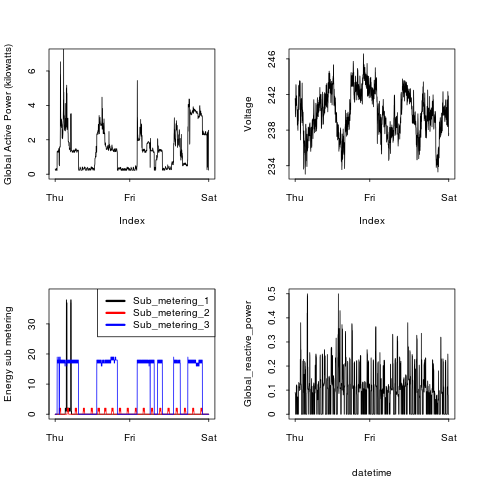 Global Active Power (kilowatts)
0 2 4 6
Thu Fri Sat
Index
Voltage
234 238 242 246
Thu Fri Sat
Index
Energy sub metering
0 10 20 30
Sub_metering_1
Sub_metering_2
Sub_metering_3
Thu Fri Sat
Global_reactive_power
0.0 0.1 0.2 0.3 0.4 0.5
Thu Fri Sat
datetime